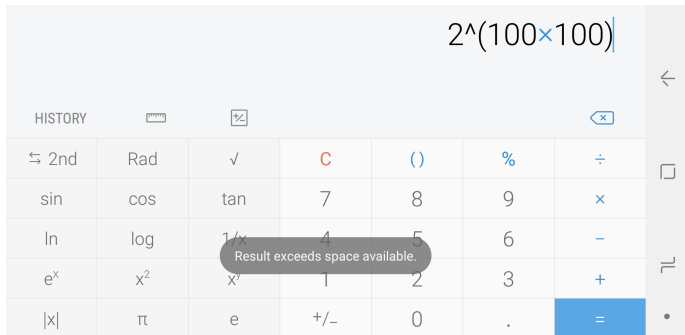 2^(100×100)
HISTORY
⇆ 2nd Rad √ C () % ÷
sin cos tan 7 8 9 ×
ln log 1/x 4 5 6 −
Result exceeds space available.
eˣ x² xʸ 1 2 3 +
|x| π e +/− 0 . =